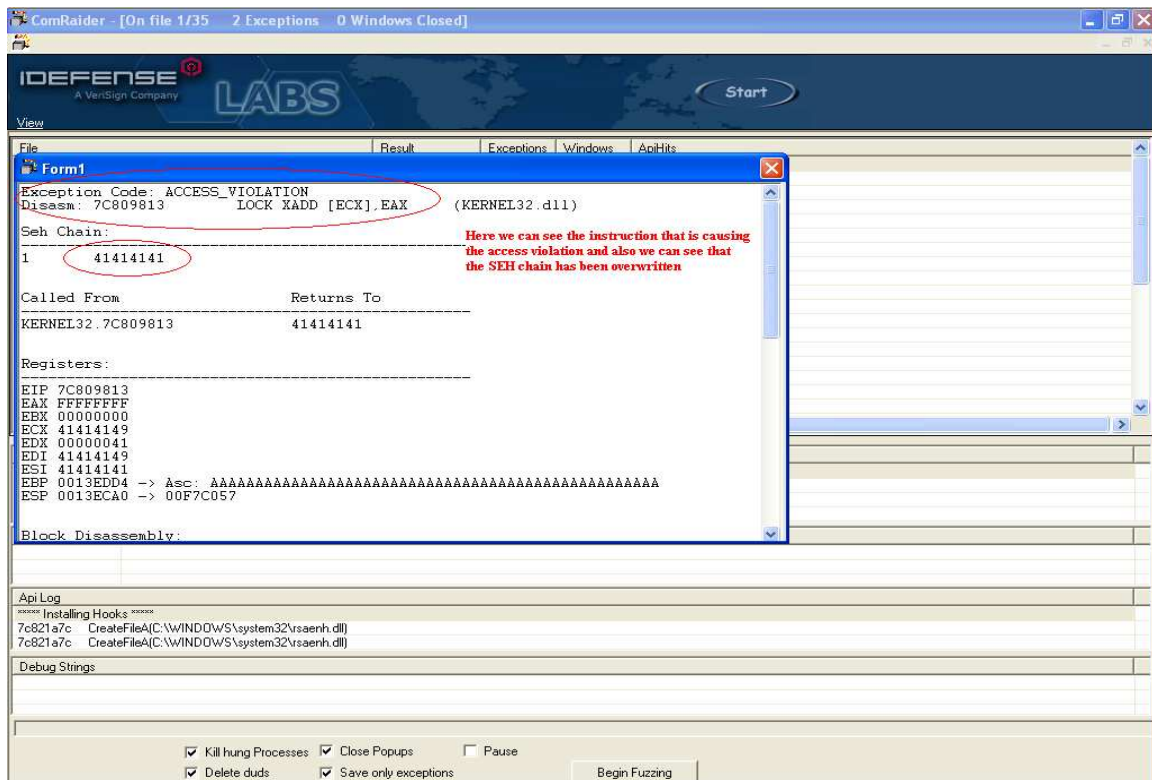 ComRaider - [On file 1/35 2 Exceptions 0 Windows Closed]
IDEFENSE
A VeriSign Company
LABS
Start
View
File Result Exceptions Windows ApiHits
Form1
Exception Code: ACCESS_VIOLATION
Disasm: 7C809813 LOCK XADD [ECX],EAX (KERNEL32.dll)
Seh Chain:
--------------------------------------------------
1 41414141
Here we can see the instruction that is causing
the access violation and also we can see that
the SEH chain has been overwritten
Called From Returns To
--------------------------------------------------
KERNEL32.7C809813 41414141
Registers:
--------------------------------------------------
EIP 7C809813
EAX FFFFFFFF
EBX 00000000
ECX 41414149
EDX 00000041
EDI 41414149
ESI 41414141
EBP 0013EDD4 -> Asc: AAAAAAAAAAAAAAAAAAAAAAAAAAAAAAAAAAAAAAAAAAAAAAAAAA
ESP 0013ECA0 -> 00F7C057
Block Disassembly:
Api Log
***** Installing Hooks *****
7c821a7c CreateFileA(C:\WINDOWS\system32\rsaenh.dll)
7c821a7c CreateFileA(C:\WINDOWS\system32\rsaenh.dll)
Debug Strings
Kill hung Processes Close Popups Pause
Delete duds Save only exceptions Begin Fuzzing